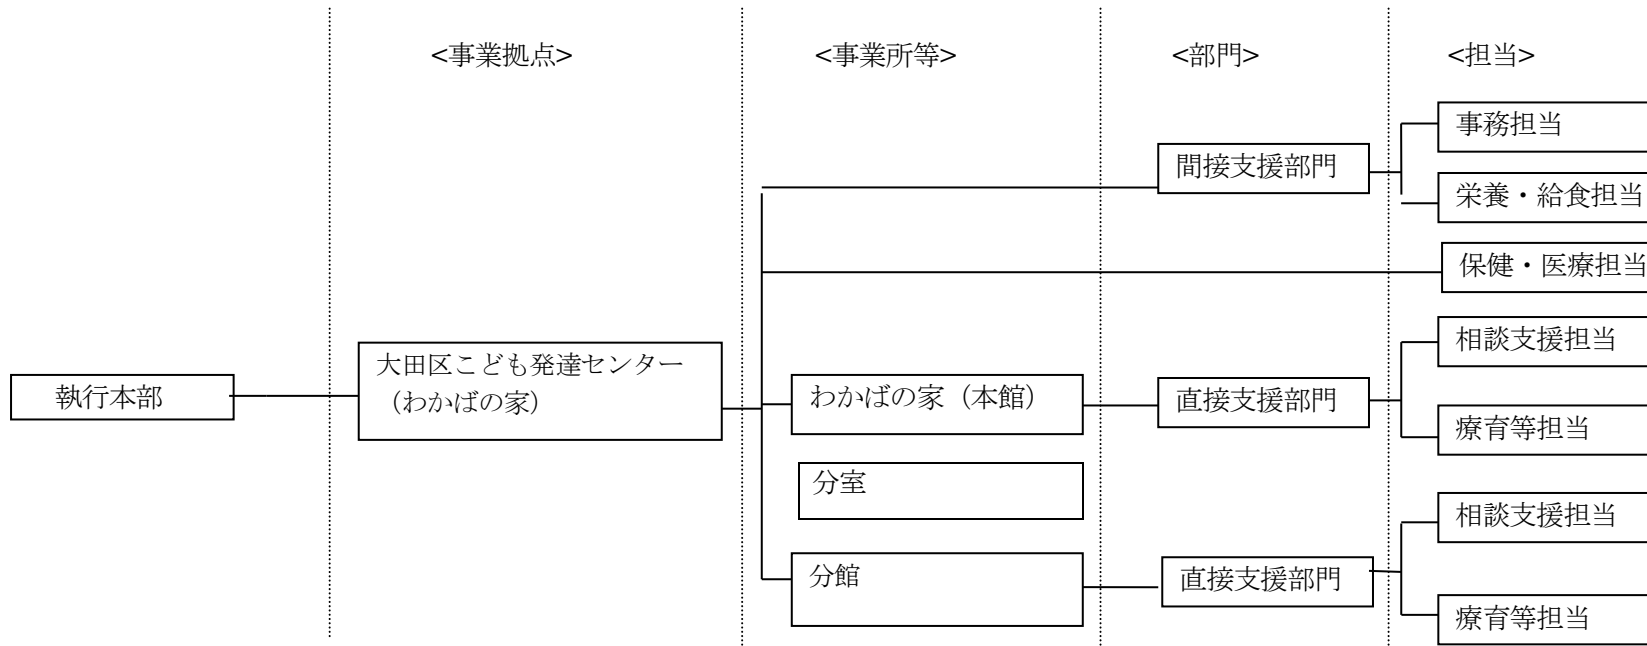 <事業拠点>
<事業所等>
<部門>
<担当>
事務担当
間接支援部門
栄養・給食担当
保健・医療担当
相談支援担当
大田区こども発達センター
（わかばの家）
執行本部
わかばの家（本館）
直接支援部門
療育等担当
分室
相談支援担当
分館
直接支援部門
療育等担当